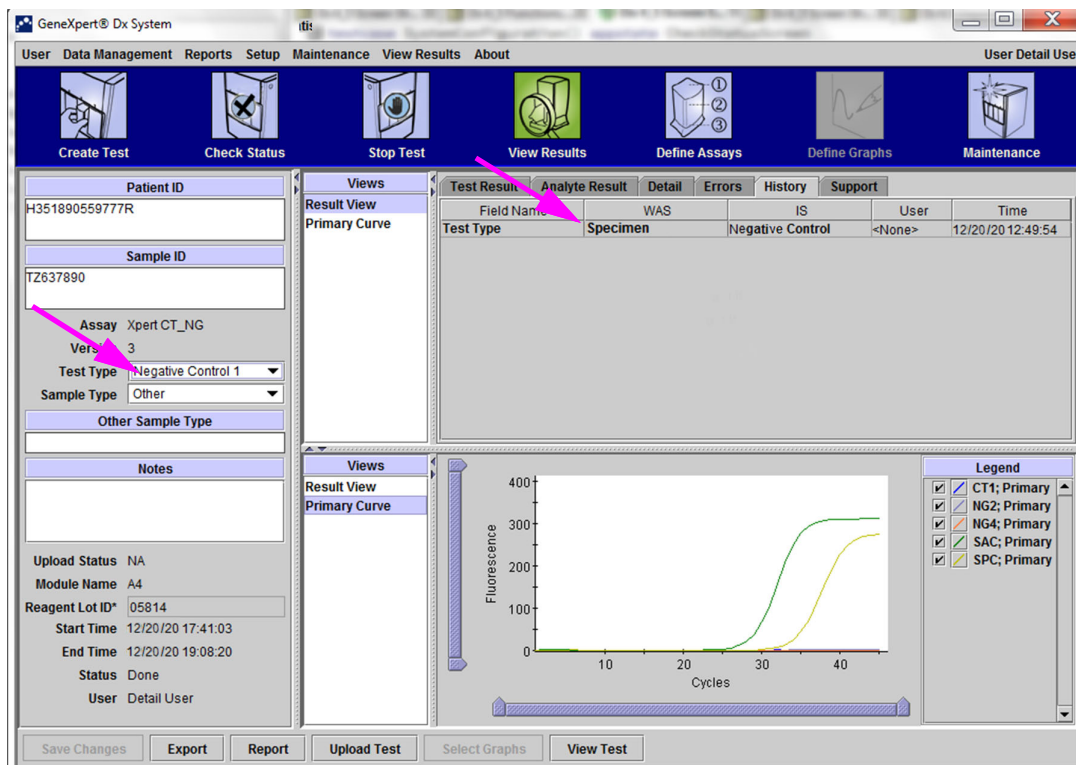 GeneXpert® Dx System
User Data Management Reports Setup Maintenance View Results About User Detail Use
Create Test Check Status Stop Test View Results Define Assays Define Graphs Maintenance
Patient ID
H351890559777R
Sample ID
TZ637890
Assay Xpert CT_NG
3
Test Type Negative Control 1
Sample Type Other
Other Sample Type
Notes
Upload Status NA
Module Name A4
Reagent Lot ID* 05814
Start Time 12/20/20 17:41:03
End Time 12/20/20 19:08:20
Status Done
User Detail User
Views
Result View
Primary Curve
Test Result Analyte Result Detail Errors History Support
Field Name WAS IS User Time
Test Type Specimen Negative Control <None> 12/20/20 12:49:54
Views
Result View
Primary Curve
Fluorescence
400
300
200
100
0
10 20 30 40
Cycles
Legend
CT1; Primary
NG2; Primary
NG4; Primary
SAC; Primary
SPC; Primary
Save Changes Export Report Upload Test Select Graphs View Test